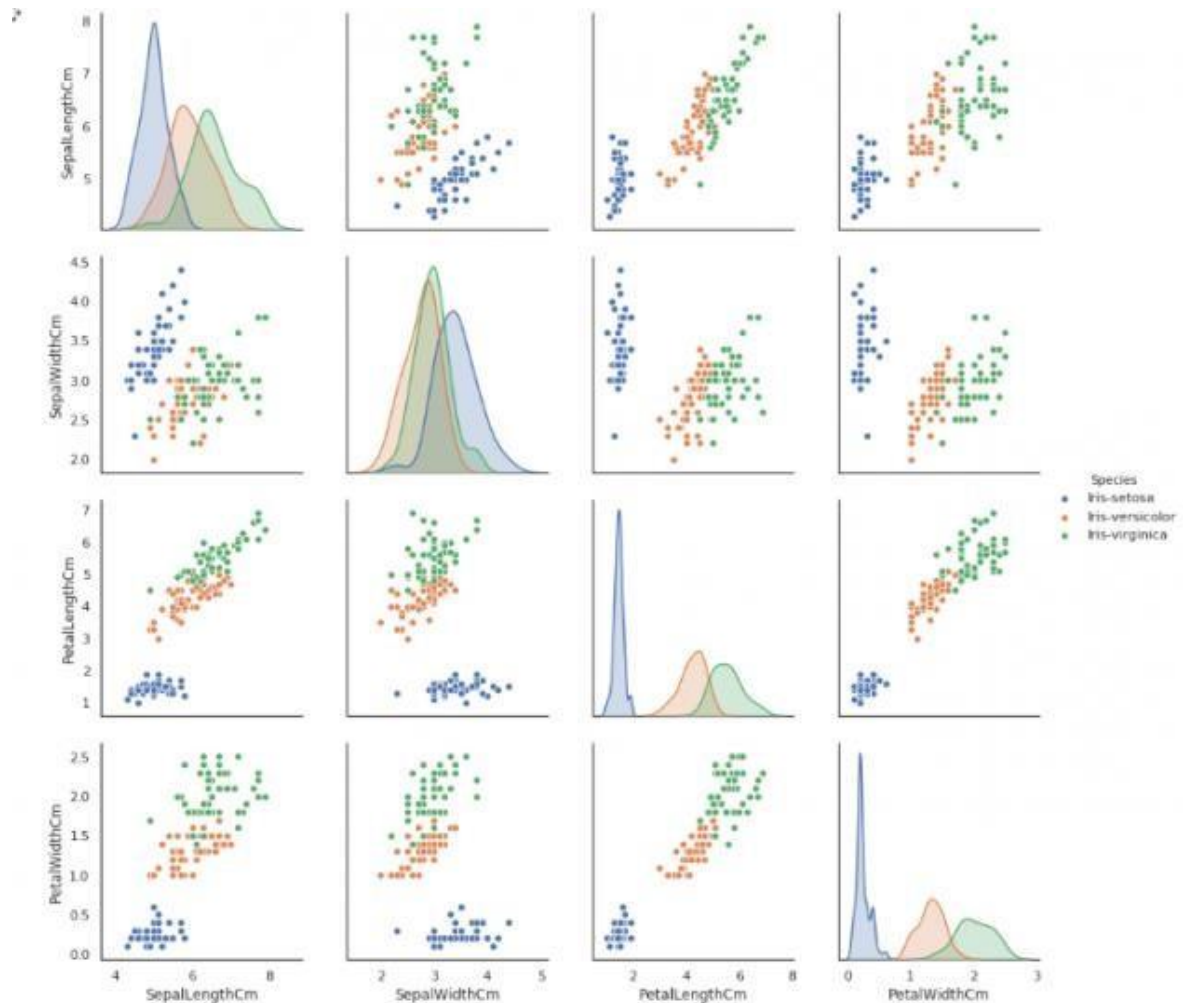 8
7
6
5
SepalLengthCm
4.5
4.0
3.5
3.0
2.5
2.0
SepalWidthCm
Species
Iris-setosa
Iris-versicolor
Iris-virginica
7
6
5
4
3
2
1
PetalLengthCm
2.5
2.0
1.5
1.0
0.5
0.0
PetalWidthCm
4 6 8 2 3 4 5 2 4 6 8 0 1 2 3
SepalLengthCm SepalWidthCm PetalLengthCm PetalWidthCm